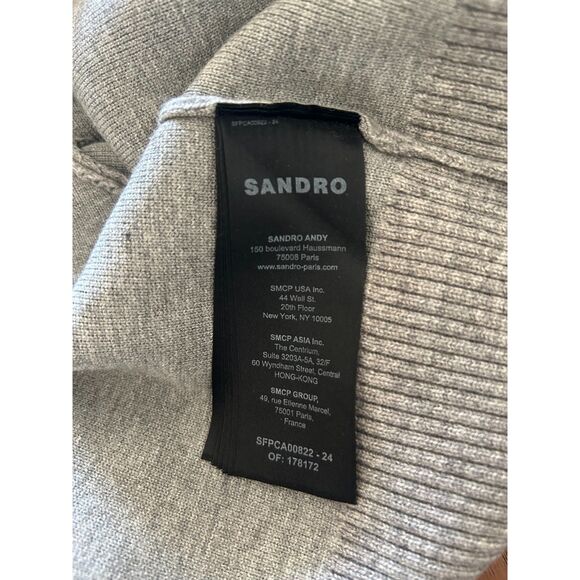 SFPCA00822 - 24
SANDRO
SANDRO ANDY
150 boulevard Haussmann
75008 Paris
www.sandro-paris.com
SMCP USA Inc.
44 Wall St.
20th Floor
New York, NY 10005
SMCP ASIA Inc.
The Centrium,
Suite 3203A-5A, 32/F
60 Wyndham Street, Central
HONG-KONG
SMCP GROUP,
49, rue Etienne Marcel,
75001 Paris,
France
SFPCA00822 - 24
OF: 178172